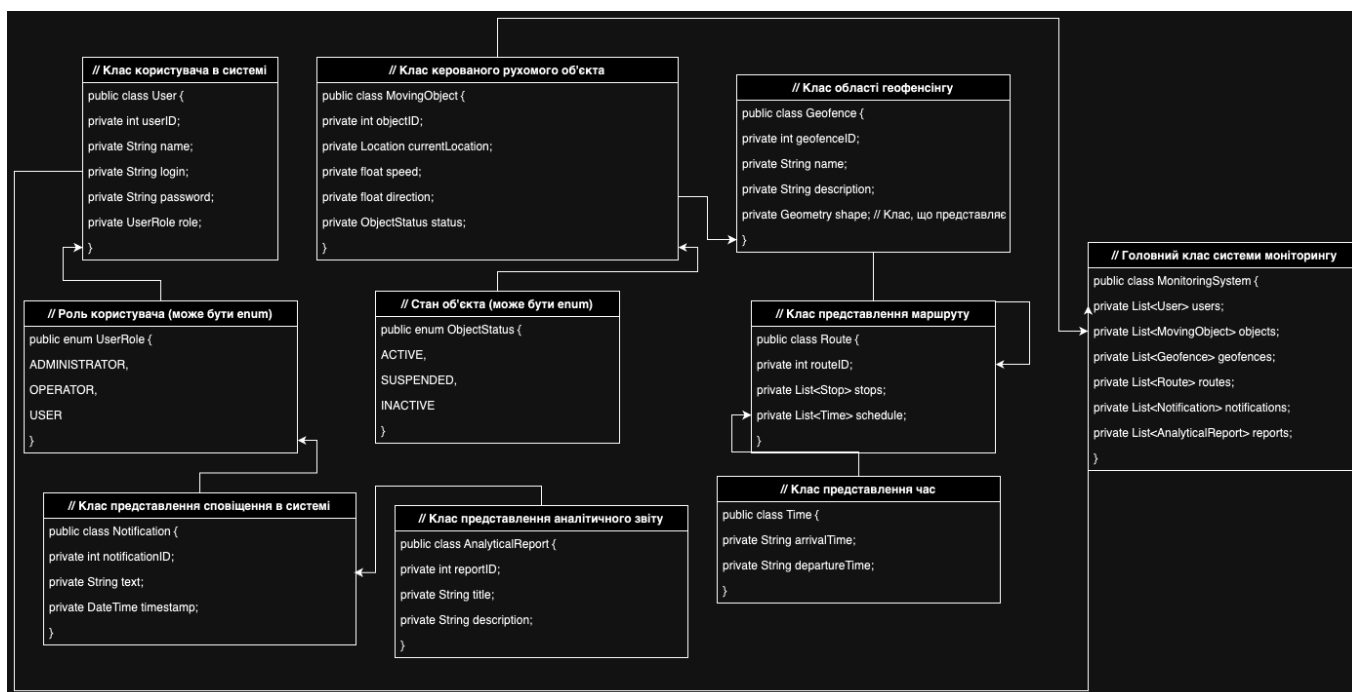 // Клас користувача в системі
public class User {
private int userID;
private String name;
private String login;
private String password;
private UserRole role;
}
// Клас керованого рухомого об'єкта
public class MovingObject {
private int objectID;
private Location currentLocation;
private float speed;
private float direction;
private ObjectStatus status;
}
// Клас області геофенсінгу
public class Geofence {
private int geofenceID;
private String name;
private String description;
private Geometry shape; // Клас, що представляє
}
// Головний клас системи моніторингу
public class MonitoringSystem {
private List<User> users;
private List<MovingObject> objects;
private List<Geofence> geofences;
private List<Route> routes;
private List<Notification> notifications;
private List<AnalyticalReport> reports;
}
// Роль користувача (може бути enum)
public enum UserRole {
ADMINISTRATOR,
OPERATOR,
USER
}
// Стан об'єкта (може бути enum)
public enum ObjectStatus {
ACTIVE,
SUSPENDED,
INACTIVE
}
// Клас представлення маршруту
public class Route {
private int routeID;
private List<Stop> stops;
private List<Time> schedule;
}
// Клас представлення сповіщення в системі
public class Notification {
private int notificationID;
private String text;
private DateTime timestamp;
}
// Клас представлення аналітичного звіту
public class AnalyticalReport {
private int reportID;
private String title;
private String description;
}
// Клас представлення час
public class Time {
private String arrivalTime;
private String departureTime;
}